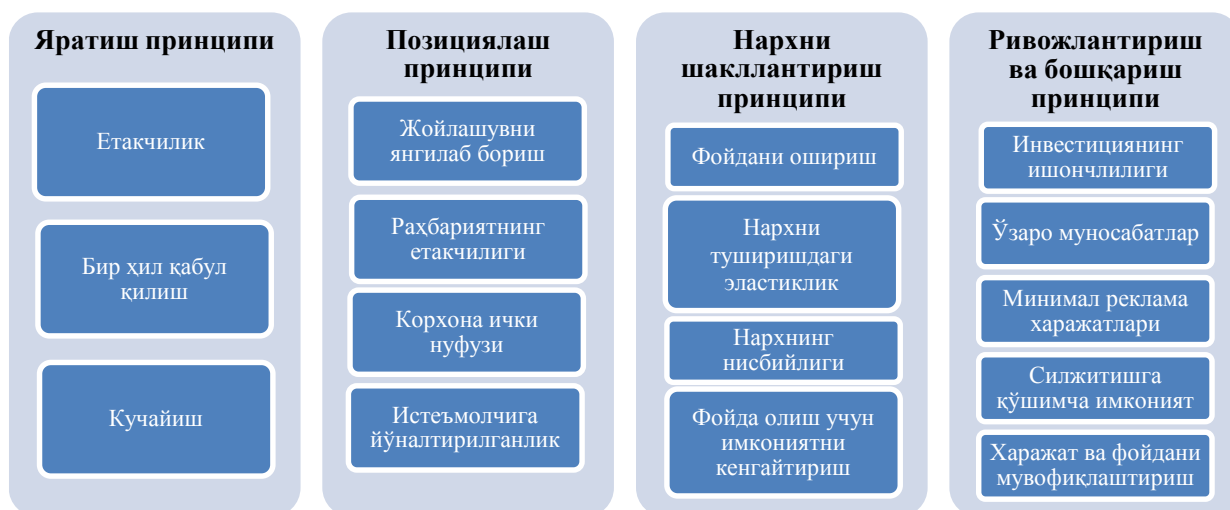 Яратиш принципи
Етакчилик
Бир ҳил қабул
қилиш
Кучайиш
Позициялаш
принципи
Жойлашувни
янгилаб бориш
Раҳбариятнинг
етакчилиги
Корхона ички
нуфузи
Истеъмолчига
йўналтирилганлик
Нархни
шакллантириш
принципи
Фойдани ошириш
Нархни
туширишдаги
эластиклик
Нархнинг
нисбийлиги
Фойда олиш учун
имкониятни
кенгайтириш
Ривожлантириш
ва бошқариш
принципи
Инвестициянинг
ишончлилиги
Ўзаро муносабатлар
Минимал реклама
харажатлари
Силжитишга
қўшимча имконият
Харажат ва фойдани
мувофиқлаштириш